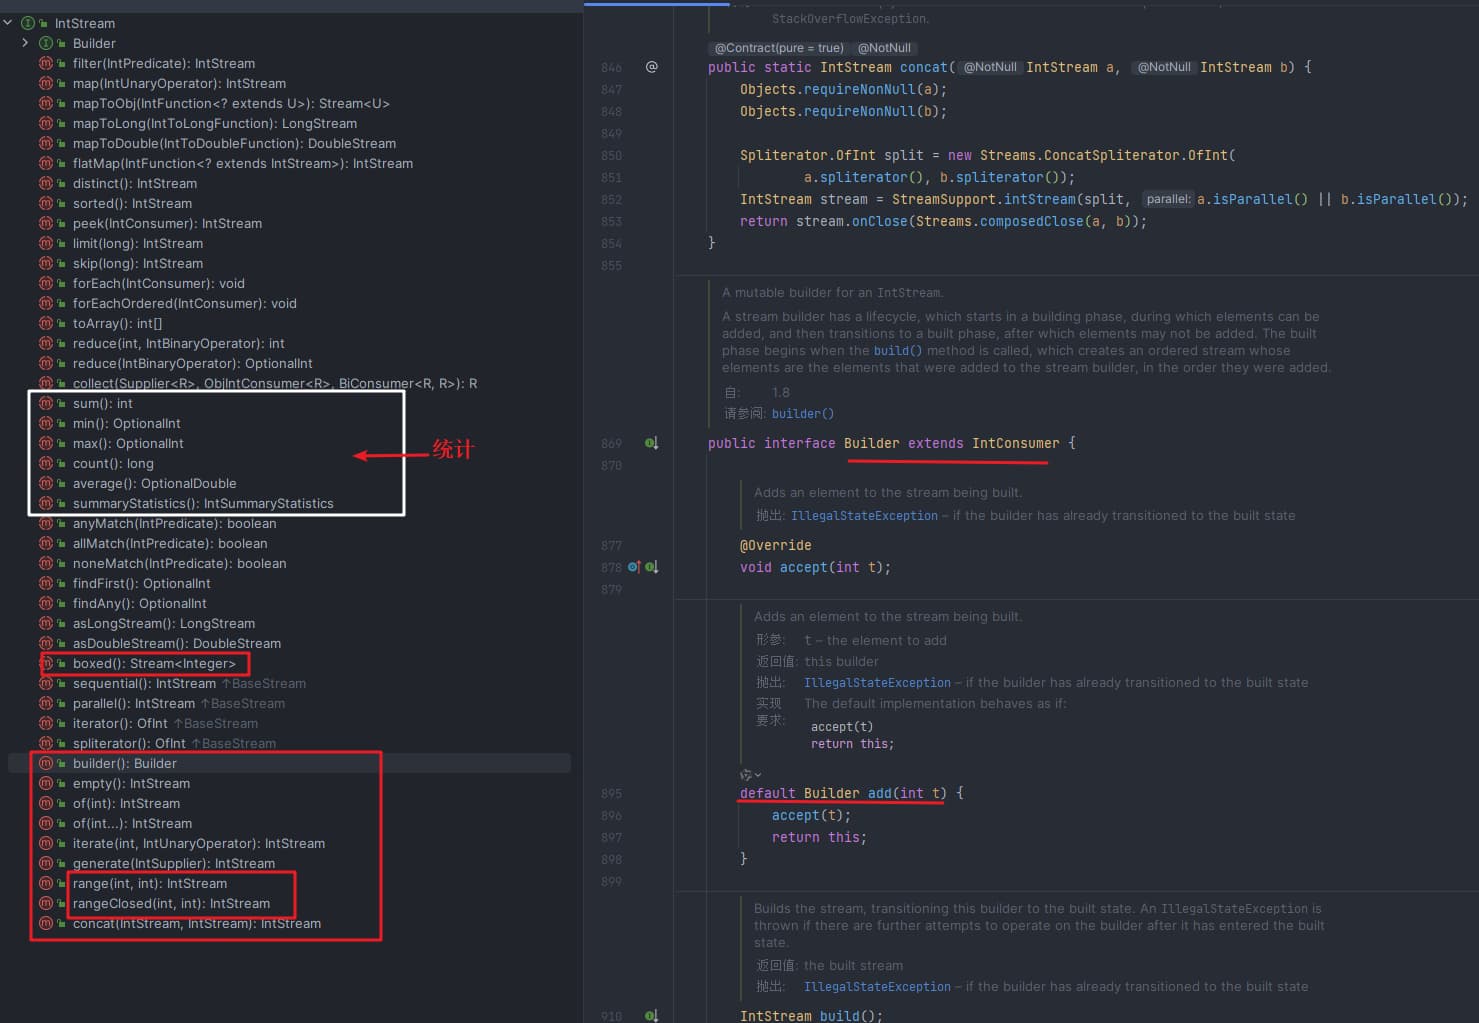 IntStream
Builder
filter(IntPredicate): IntStream
map(IntUnaryOperator): IntStream
mapToObj(IntFunction<? extends U>): Stream<U>
mapToLong(IntToLongFunction): LongStream
mapToDouble(IntToDoubleFunction): DoubleStream
flatMap(IntFunction<? extends IntStream>): IntStream
distinct(): IntStream
sorted(): IntStream
peek(IntConsumer): IntStream
limit(long): IntStream
skip(long): IntStream
forEach(IntConsumer): void
forEachOrdered(IntConsumer): void
toArray(): int[]
reduce(int, IntBinaryOperator): int
reduce(IntBinaryOperator): OptionalInt
collect(Supplier<R>, ObjIntConsumer<R>, BiConsumer<R, R>): R
sum(): int
min(): OptionalInt
max(): OptionalInt
count(): long
average(): OptionalDouble
summaryStatistics(): IntSummaryStatistics
统计
anyMatch(IntPredicate): boolean
allMatch(IntPredicate): boolean
noneMatch(IntPredicate): boolean
findFirst(): OptionalInt
findAny(): OptionalInt
asLongStream(): LongStream
asDoubleStream(): DoubleStream
boxed(): Stream<Integer>
sequential(): IntStream ↑BaseStream
parallel(): IntStream ↑BaseStream
iterator(): OfInt ↑BaseStream
spliterator(): OfInt ↑BaseStream
builder(): Builder
empty(): IntStream
of(int): IntStream
of(int...): IntStream
iterate(int, IntUnaryOperator): IntStream
generate(IntSupplier): IntStream
range(int, int): IntStream
rangeClosed(int, int): IntStream
concat(IntStream, IntStream): IntStream
StackOverflowException.
@Contract(pure = true) @NotNull
846 @ public static IntStream concat( @NotNull IntStream a, @NotNull IntStream b) {
847 Objects.requireNonNull(a);
848 Objects.requireNonNull(b);
849
850 Spliterator.OfInt split = new Streams.ConcatSpliterator.OfInt(
851 a.spliterator(), b.spliterator());
852 IntStream stream = StreamSupport.intStream(split, parallel: a.isParallel() || b.isParallel());
853 return stream.onClose(Streams.composedClose(a, b));
854 }
855
A mutable builder for an IntStream.
A stream builder has a lifecycle, which starts in a building phase, during which elements can be
added, and then transitions to a built phase, after which elements may not be added. The built
phase begins when the build() method is called, which creates an ordered stream whose
elements are the elements that were added to the stream builder, in the order they were added.
自: 1.8
请参阅: builder()
869 public interface Builder extends IntConsumer {
870
Adds an element to the stream being built.
抛出: IllegalStateException – if the builder has already transitioned to the built state
877 @Override
878 void accept(int t);
879
Adds an element to the stream being built.
形参: t – the element to add
返回值: this builder
抛出: IllegalStateException – if the builder has already transitioned to the built state
实现 The default implementation behaves as if:
要求:
accept(t)
return this;
895 default Builder add(int t) {
896 accept(t);
897 return this;
898 }
899
Builds the stream, transitioning this builder to the built state. An IllegalStateException is
thrown if there are further attempts to operate on the builder after it has entered the built
state.
返回值: the built stream
抛出: IllegalStateException – if the builder has already transitioned to the built state
910 IntStream build();